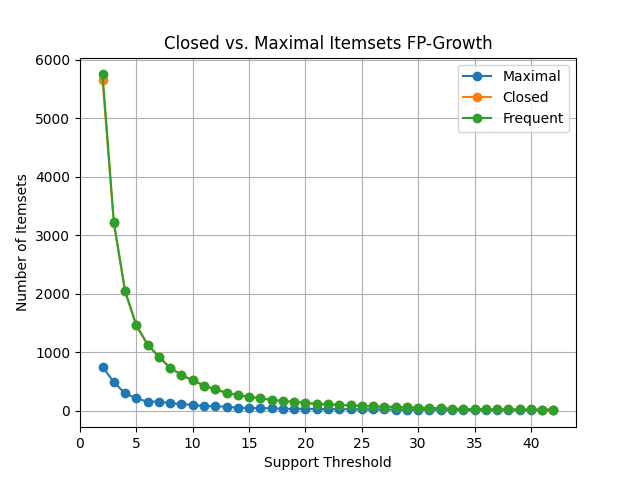 Closed vs. Maximal Itemsets FP-Growth
Maximal
Closed
Frequent
Number of Itemsets
6000
5000
4000
3000
2000
1000
0
0 5 10 15 20 25 30 35 40
Support Threshold